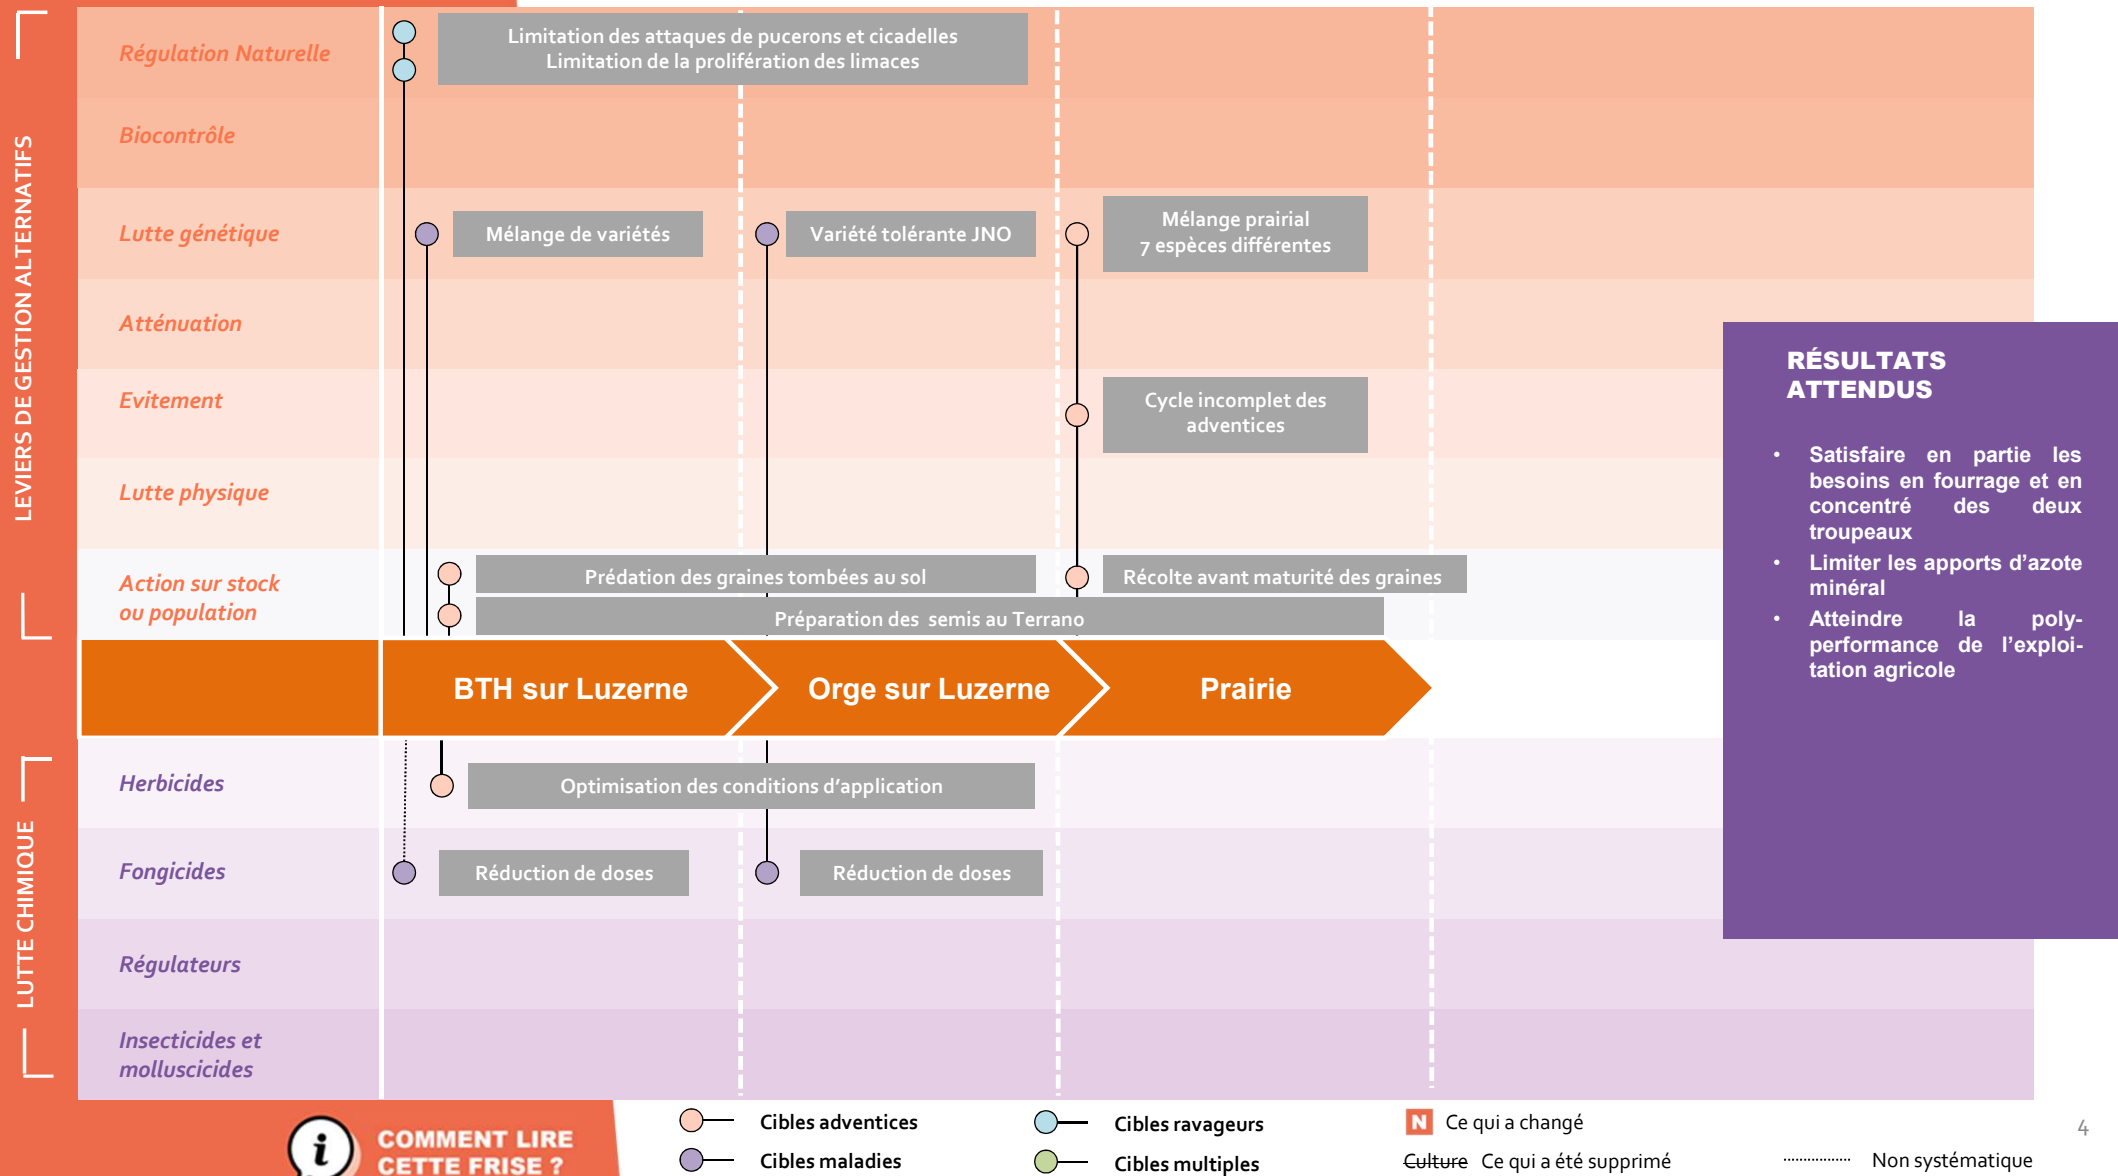 LEVIERS DE GESTION ALTERNATIFS
Régulation Naturelle
Limitation des attaques de pucerons et cicadelles
Limitation de la prolifération des limaces
Biocontrôle
Lutte génétique
Mélange de variétés
Variété tolérante JNO
Mélange prairial
7 espèces différentes
Atténuation
Evitement
Cycle incomplet des
adventices
Lutte physique
Action sur stock
ou population
Prédation des graines tombées au sol
Récolte avant maturité des graines
Préparation des semis au Terrano
BTH sur Luzerne
Orge sur Luzerne
Prairie
LUTTE CHIMIQUE
Herbicides
Optimisation des conditions d'application
Fongicides
Réduction de doses
Réduction de doses
Régulateurs
Insecticides et
molluscicides
RÉSULTATS
ATTENDUS
• Satisfaire en partie les
besoins en fourrage et en
concentré des deux
troupeaux
• Limiter les apports d'azote
minéral
• Atteindre la poly-
performance de l'exploi-
tation agricole
i
COMMENT LIRE
CETTE FRISE ?
Cibles adventices
Cibles maladies
Cibles ravageurs
Cibles multiples
N Ce qui a changé
Culture Ce qui a été supprimé
Non systématique
4